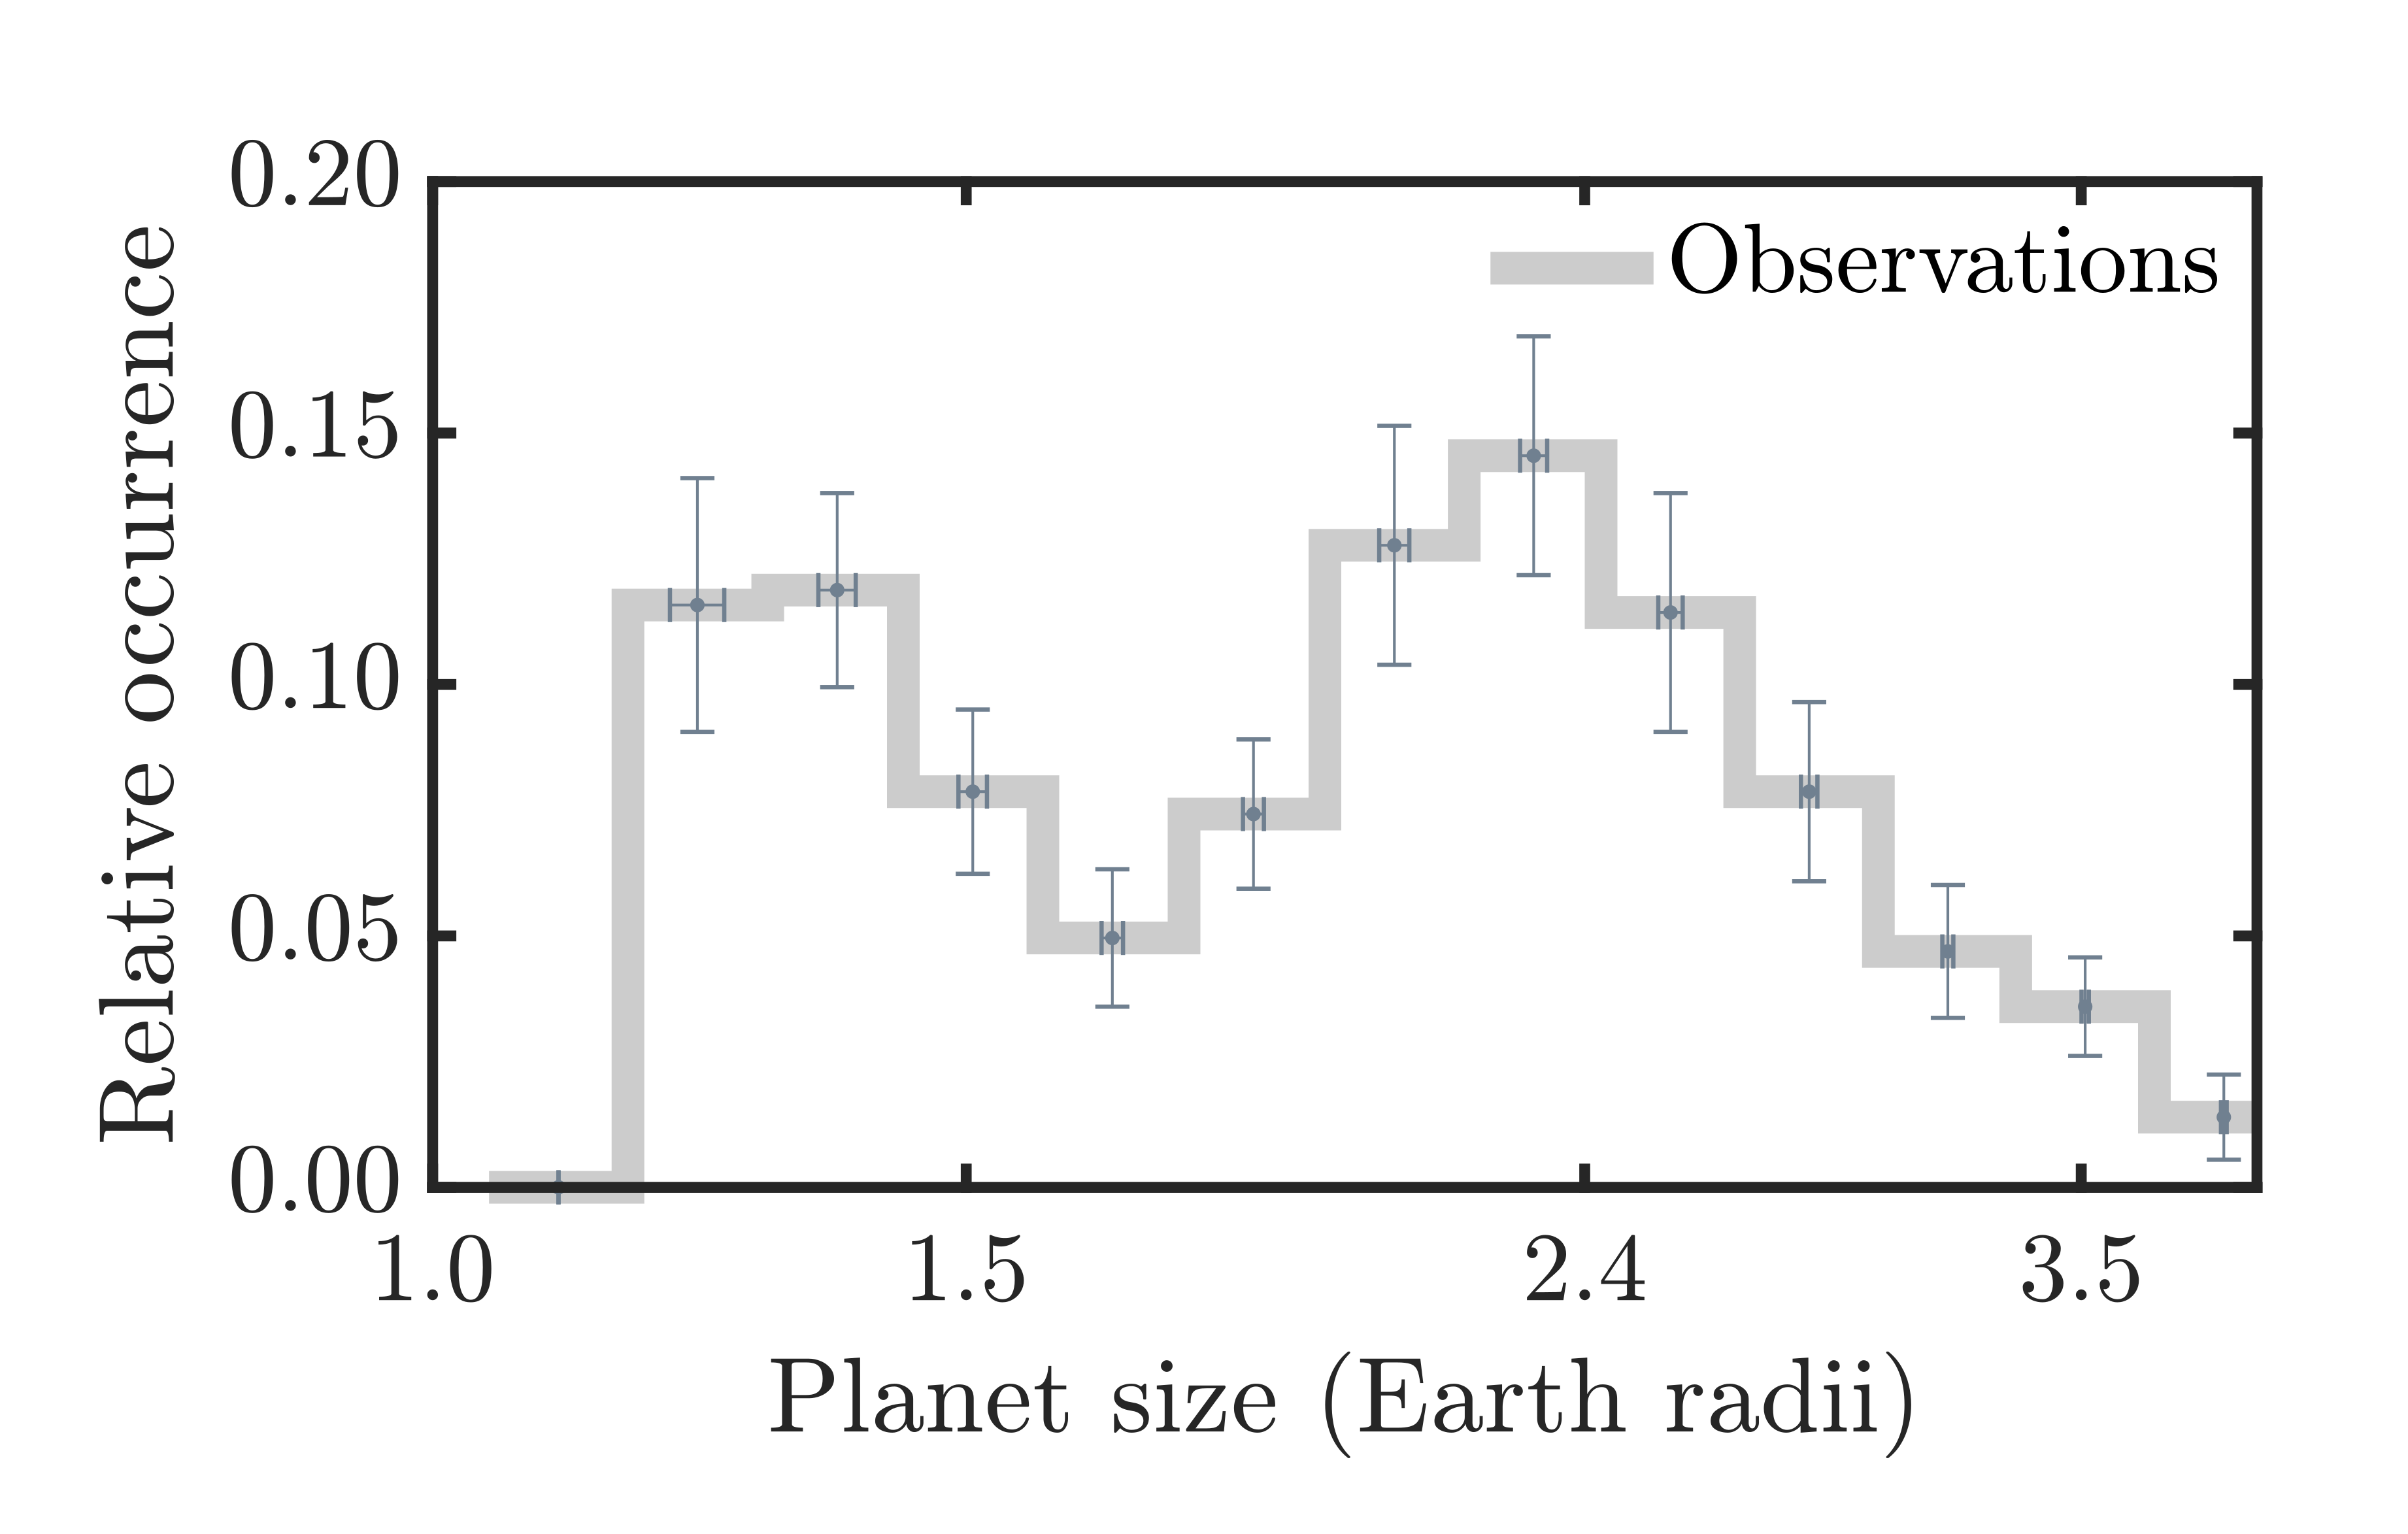 0.20
Observations
0.15
0.10
0.05
0.00
Relative occurrence
1.0 1.5 2.4 3.5
Planet size (Earth radii)